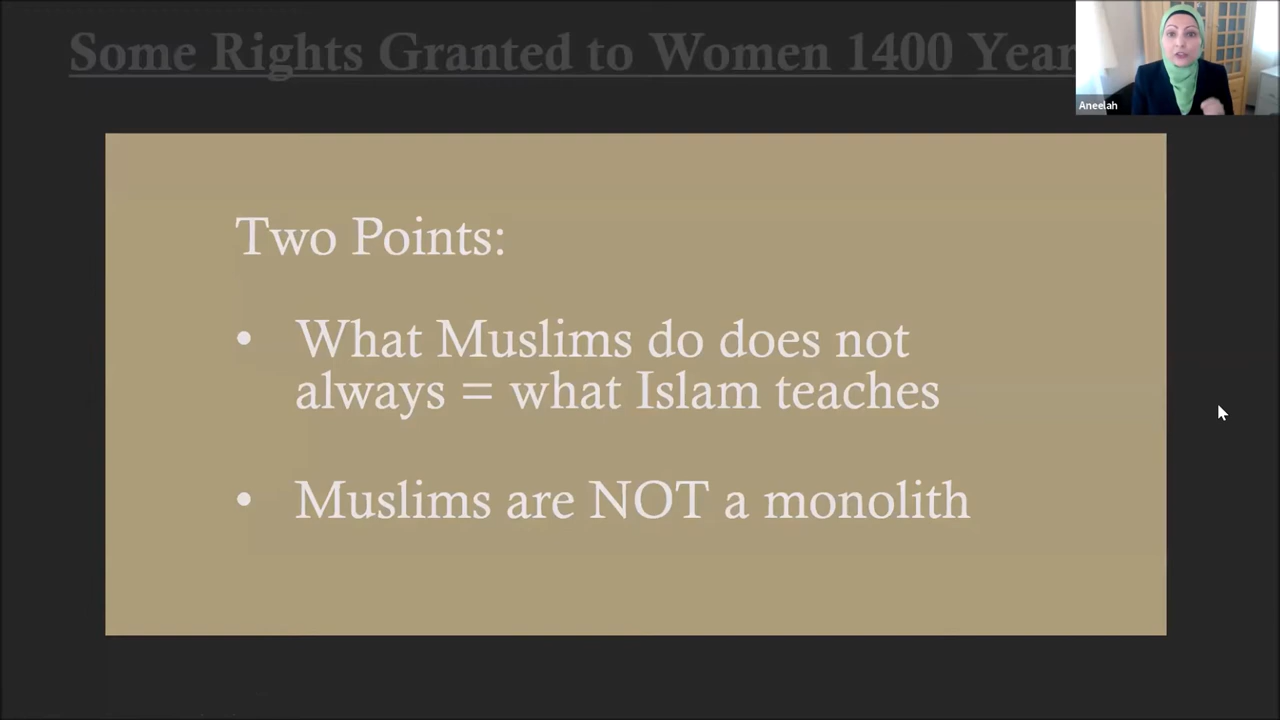 Some Rights Granted to Women 1400 Year
Aneelah
Two Points:
• What Muslims do does not
always = what Islam teaches
• Muslims are NOT a monolith